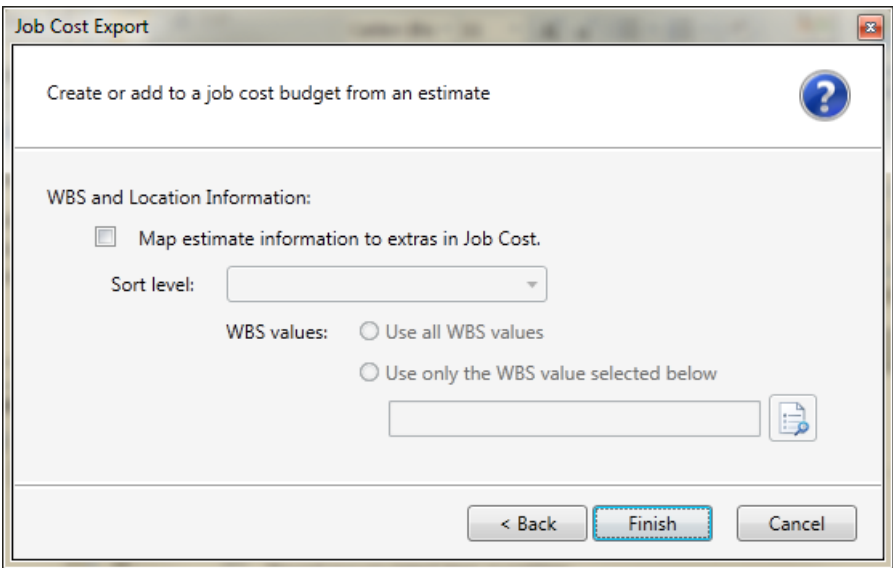 Job Cost Export
Create or add to a job cost budget from an estimate
?
WBS and Location Information:
Map estimate information to extras in Job Cost.
Sort level:
WBS values: Use all WBS values
Use only the WBS value selected below
< Back Finish Cancel